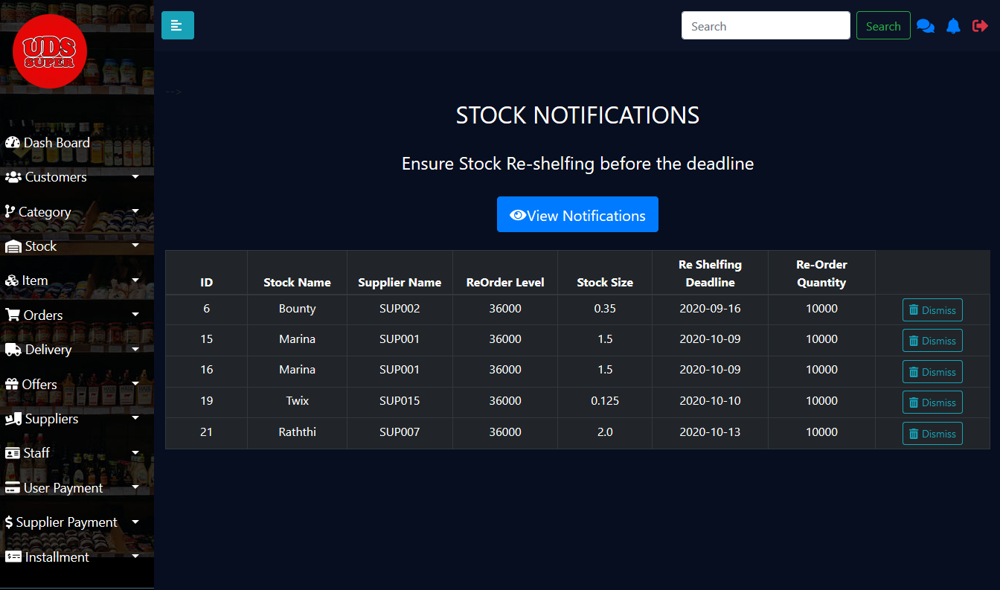 UDS
SUPER
Search
Search
-->
STOCK NOTIFICATIONS
Ensure Stock Re-shelfing before the deadline
View Notifications
Dash Board
Customers
Category
Stock
Item
Orders
Delivery
Offers
Suppliers
Staff
User Payment
Supplier Payment
Installment
ID Stock Name Supplier Name ReOrder Level Stock Size Re Shelfing Deadline Re-Order Quantity
6 Bounty SUP002 36000 0.35 2020-09-16 10000 Dismiss
15 Marina SUP001 36000 1.5 2020-10-09 10000 Dismiss
16 Marina SUP001 36000 1.5 2020-10-09 10000 Dismiss
19 Twix SUP015 36000 0.125 2020-10-10 10000 Dismiss
21 Raththi SUP007 36000 2.0 2020-10-13 10000 Dismiss